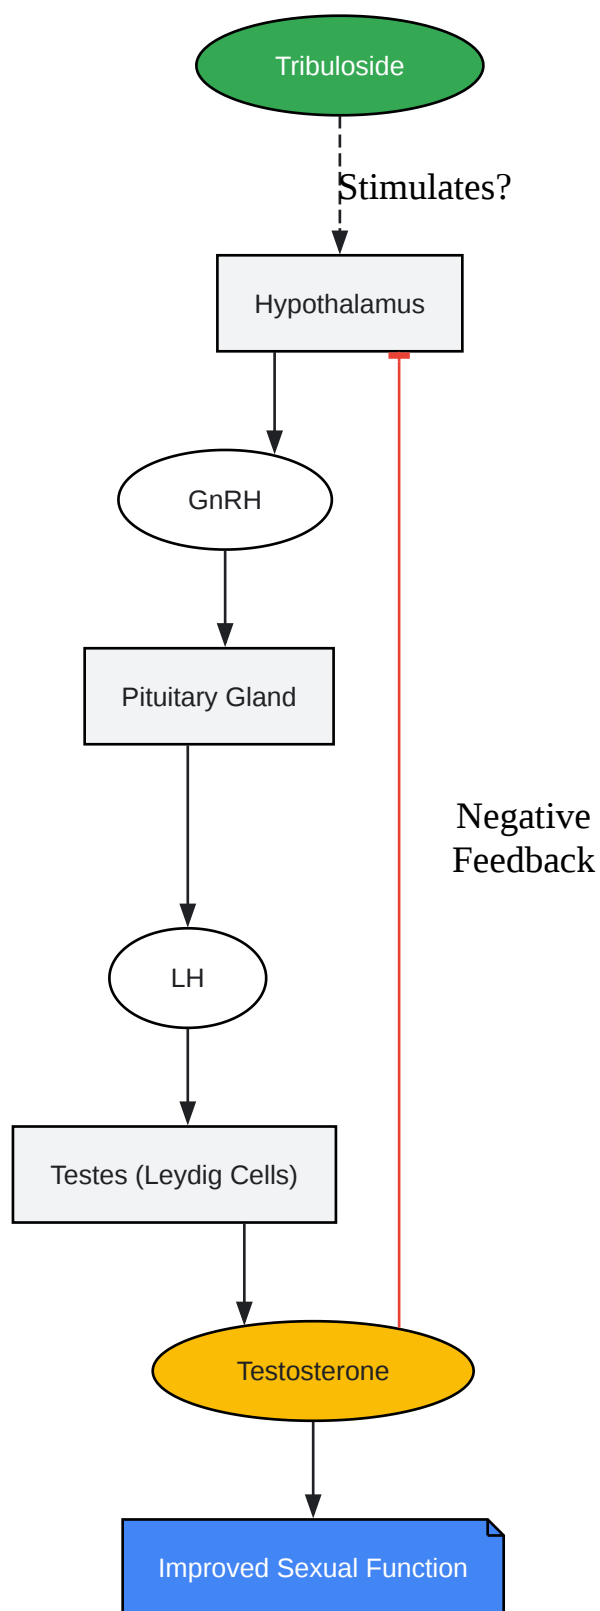 Tribuloside
Stimulates?
Hypothalamus
GnRH
Pituitary Gland
Negative
Feedback
LH
Testes (Leydig Cells)
Testosterone
Improved Sexual Function